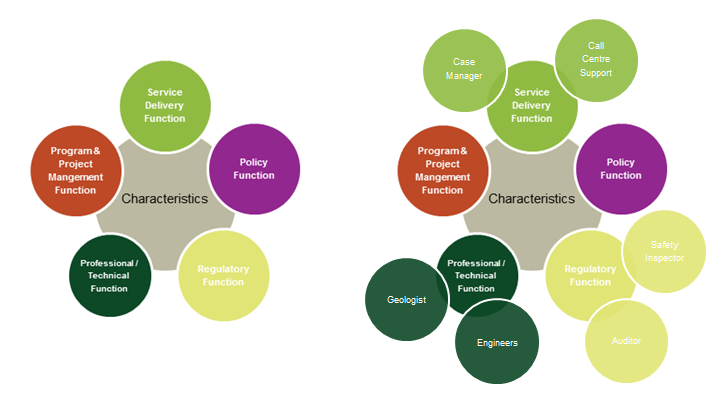 Service
Delivery
Function
Program &
Project
Mangement
Function
Policy
Function
Characteristics
Professional /
Technical
Function
Regulatory
Function
Case
Manager
Call
Centre
Support
Service
Delivery
Function
Program &
Project
Mangement
Function
Policy
Function
Characteristics
Professional /
Technical
Function
Regulatory
Function
Safety
Inspector
Geologist
Engineers
Auditor